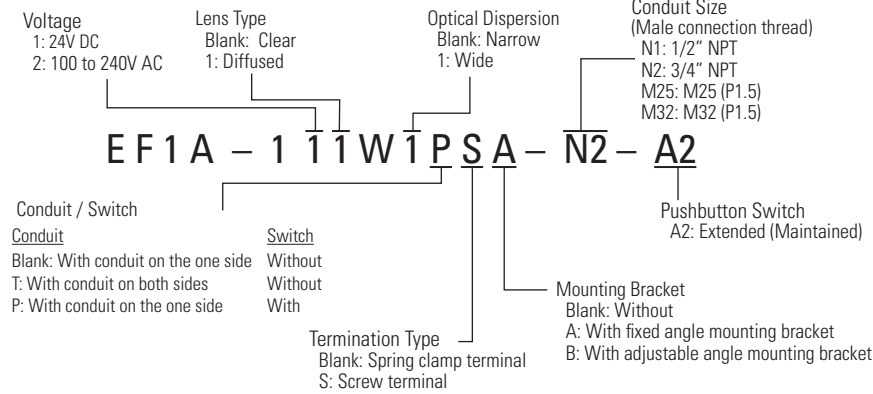 Voltage
1: 24V DC
2: 100 to 240V AC
Lens Type
Blank: Clear
1: Diffused
Optical Dispersion
Blank: Narrow
1: Wide
Conduit Size
(Male connection thread)
N1: 1/2" NPT
N2: 3/4" NPT
M25: M25 (P1.5)
M32: M32 (P1.5)
EF1A – 111W1PSA – N2 – A2
Conduit / Switch
Conduit Switch
Blank: With conduit on the one side Without
T: With conduit on both sides Without
P: With conduit on the one side With
Termination Type
Blank: Spring clamp terminal
S: Screw terminal
Mounting Bracket
Blank: Without
A: With fixed angle mounting bracket
B: With adjustable angle mounting bracket
Pushbutton Switch
A2: Extended (Maintained)